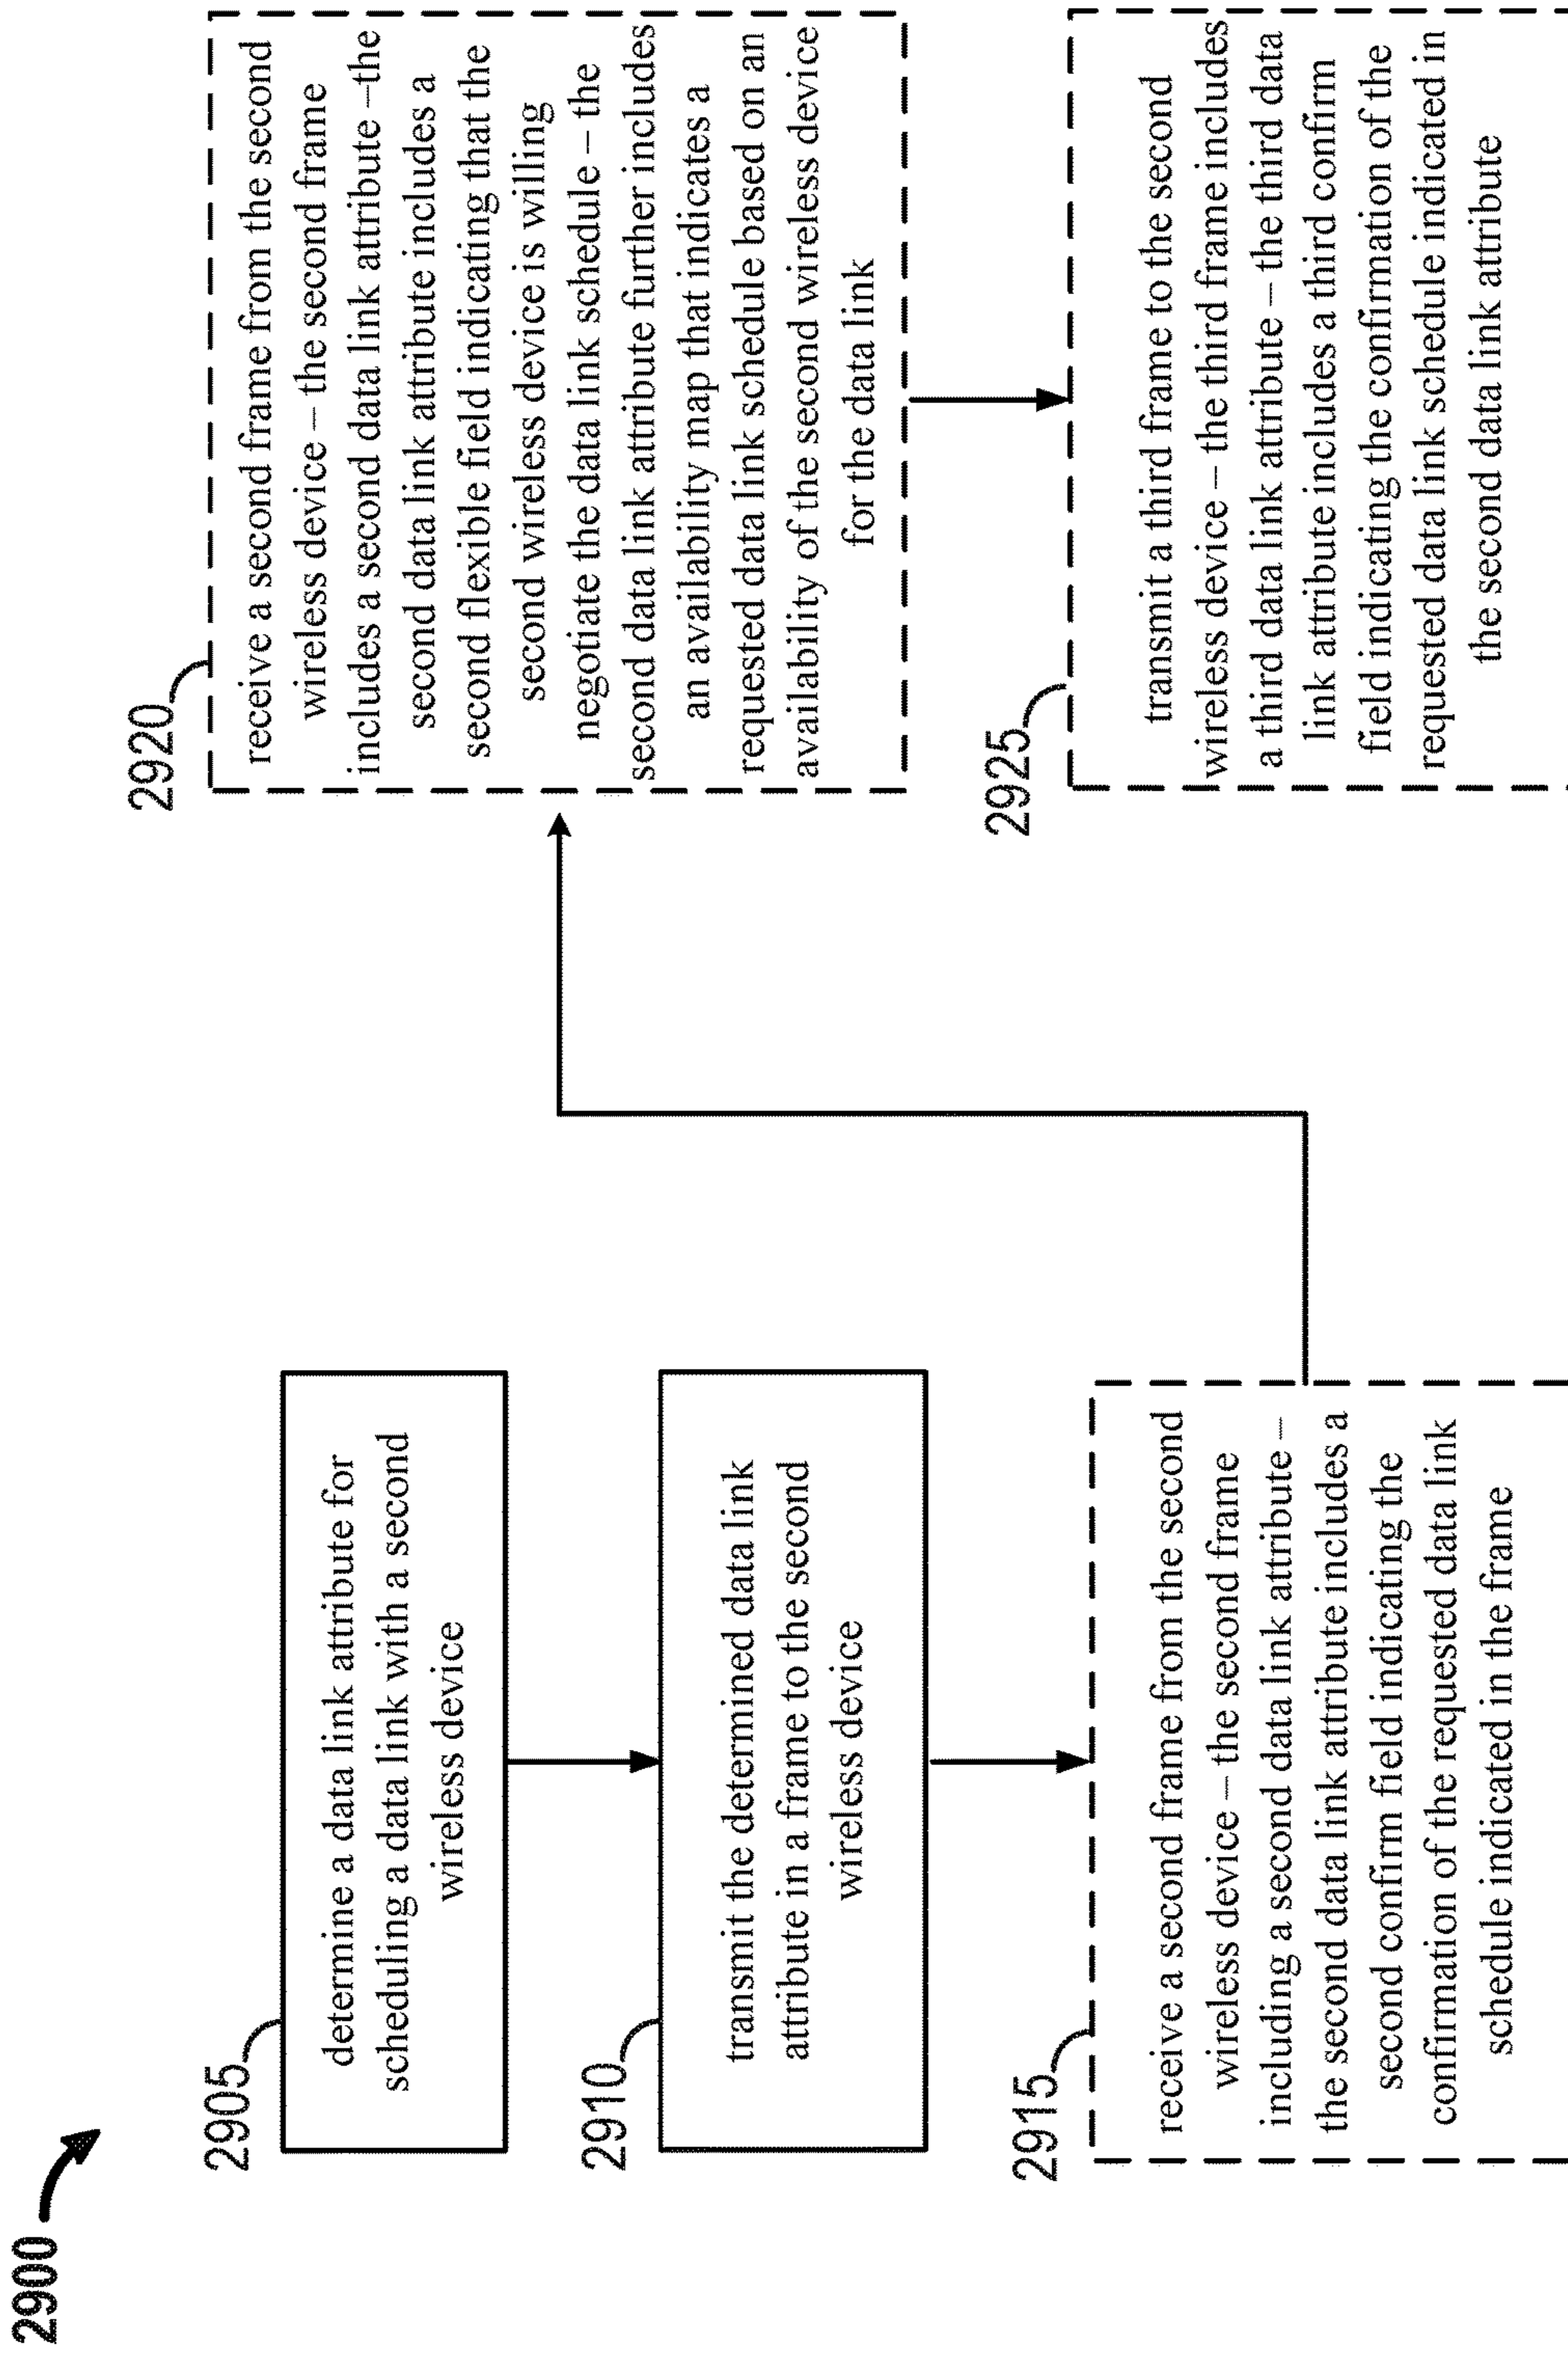 2900
2905
determine a data link attribute for
scheduling a data link with a second
wireless device
2910
transmit the determined data link
attribute in a frame to the second
wireless device
2915
receive a second frame from the second
wireless device – the second frame
including a second data link attribute –
the second data link attribute includes a
second confirm field indicating the
confirmation of the requested data link
schedule indicated in the frame
2920
receive a second frame from the second
wireless device – the second frame
includes a second data link attribute –the
second data link attribute includes a
second flexible field indicating that the
second wireless device is willing
negotiate the data link schedule – the
second data link attribute further includes
an availability map that indicates a
requested data link schedule based on an
availability of the second wireless device
for the data link
2925
transmit a third frame to the second
wireless device – the third frame includes
a third data link attribute – the third data
link attribute includes a third confirm
field indicating the confirmation of the
requested data link schedule indicated in
the second data link attribute